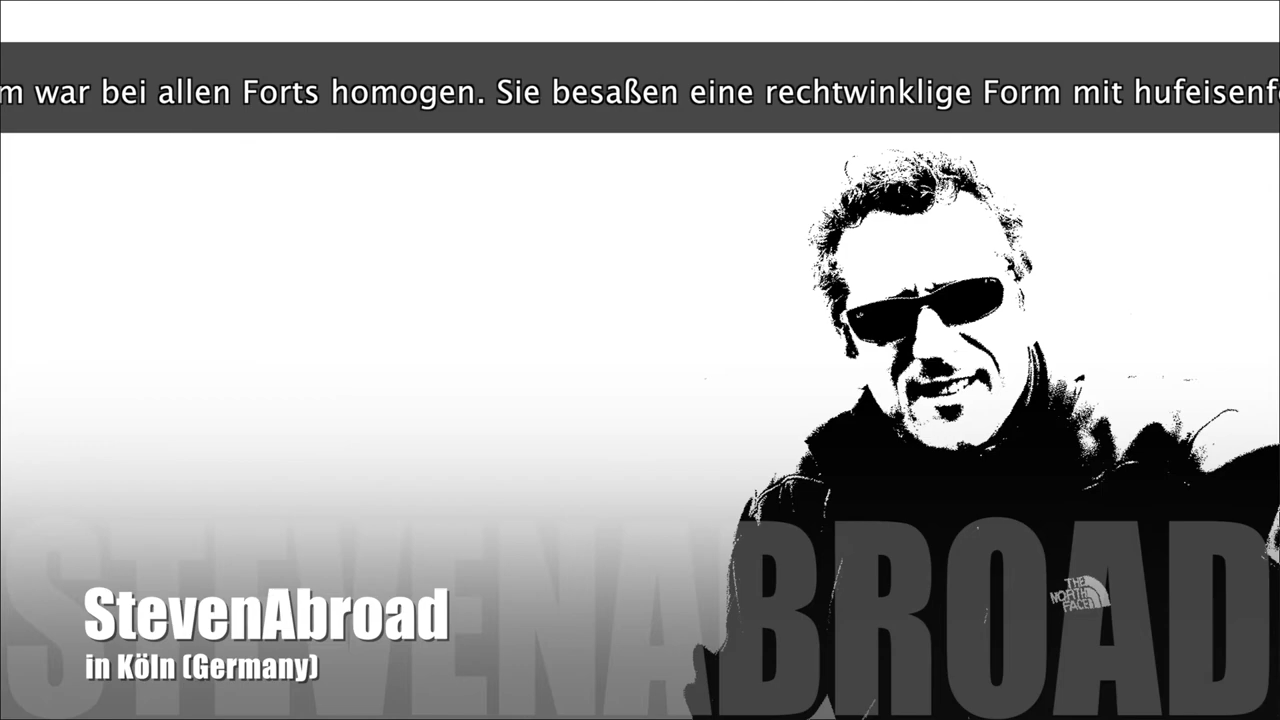 war bei allen Forts homogen. Sie besaßen eine rechtwinklige Form mit
STEVENABROAD
StevenAbroad
in Köln (Germany)
THE
NORTH
FACE